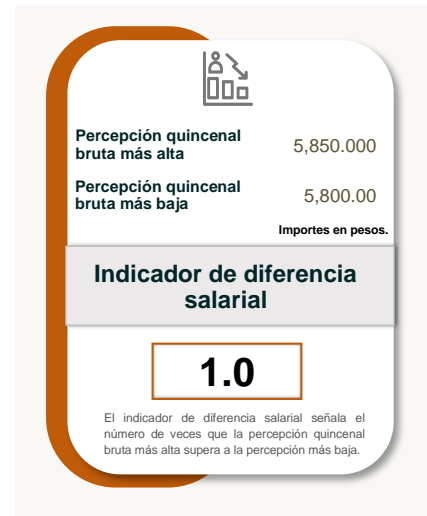 Percepción quincenal
bruta más alta
5,850.000
Percepción quincenal
bruta más baja
5,800.00
Importes en pesos.
Indicador de diferencia
salarial
1.0
El indicador de diferencia salarial señala el
número de veces que la percepción quincenal
bruta más alta supera a la percepción más baja.